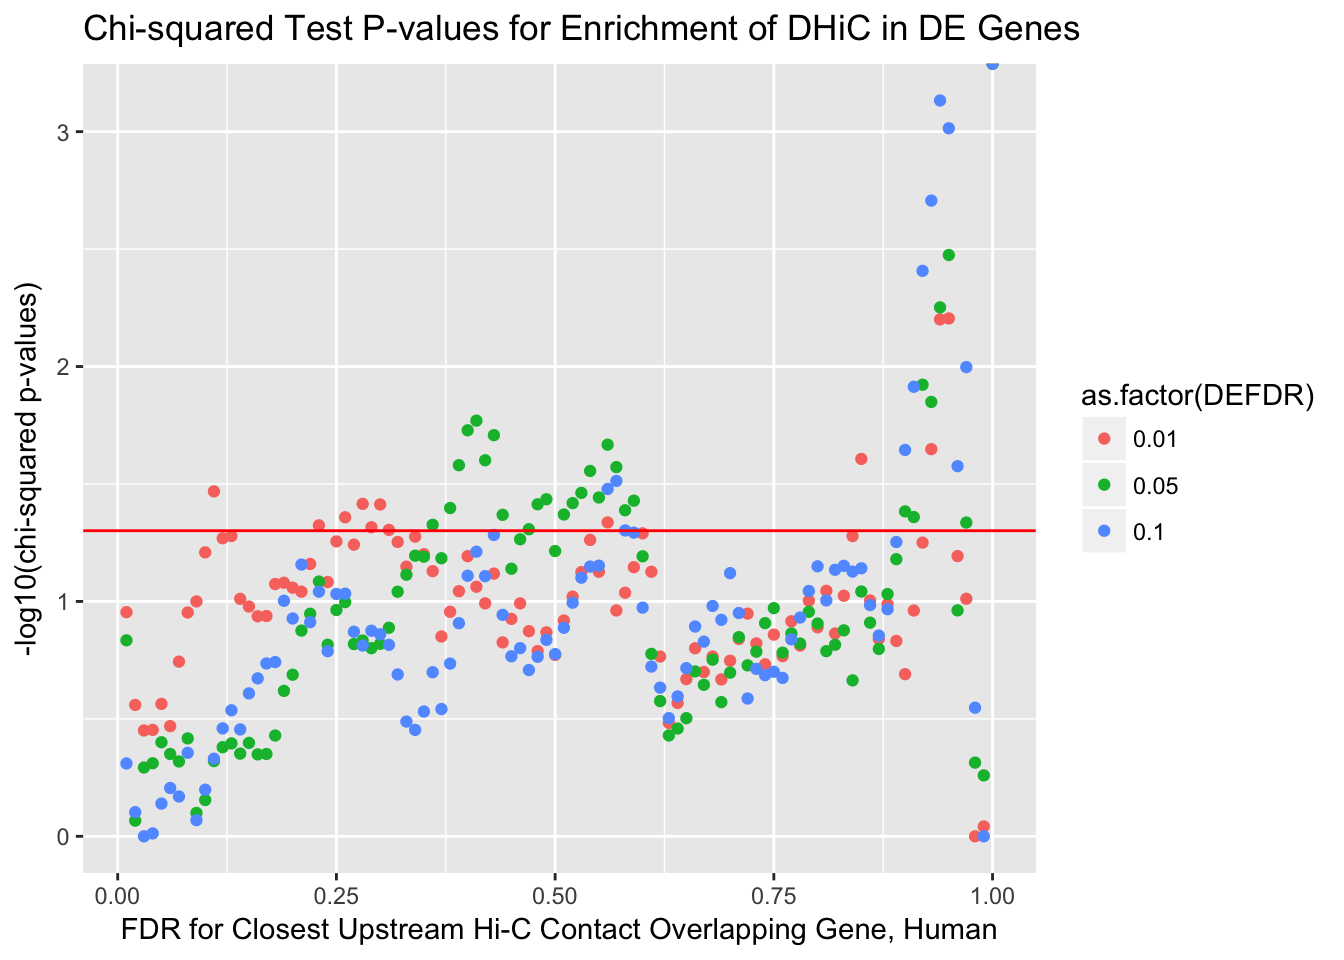 Chi-squared Test P-values for Enrichment of DHiC in DE Genes
-log10(chi-squared p-values)
3
2
1
0
0.00 0.25 0.50 0.75 1.00
FDR for Closest Upstream Hi-C Contact Overlapping Gene, Human
as.factor(DEFDR)
0.01
0.05
0.1